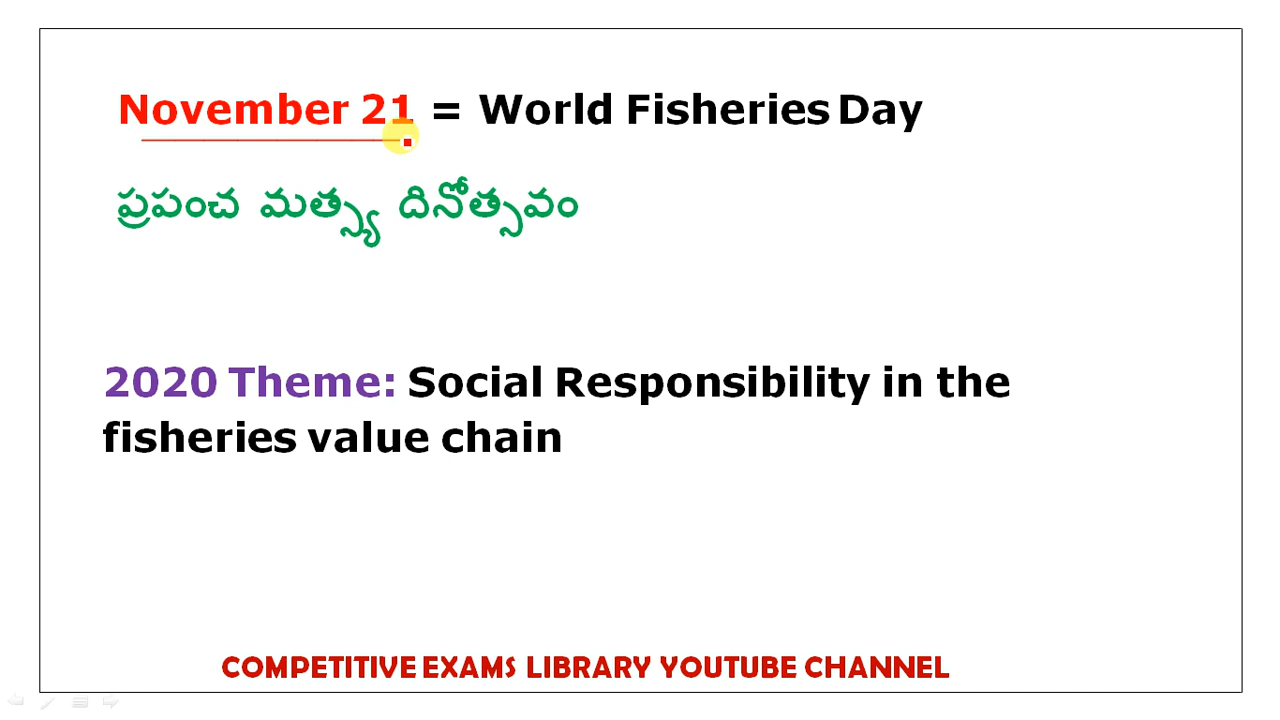 November 21 = World Fisheries Day
ప్రపంచ మత్స్య దినోత్సవం
2020 Theme: Social Responsibility in the
fisheries value chain
COMPETITIVE EXAMS LIBRARY YOUTUBE CHANNEL